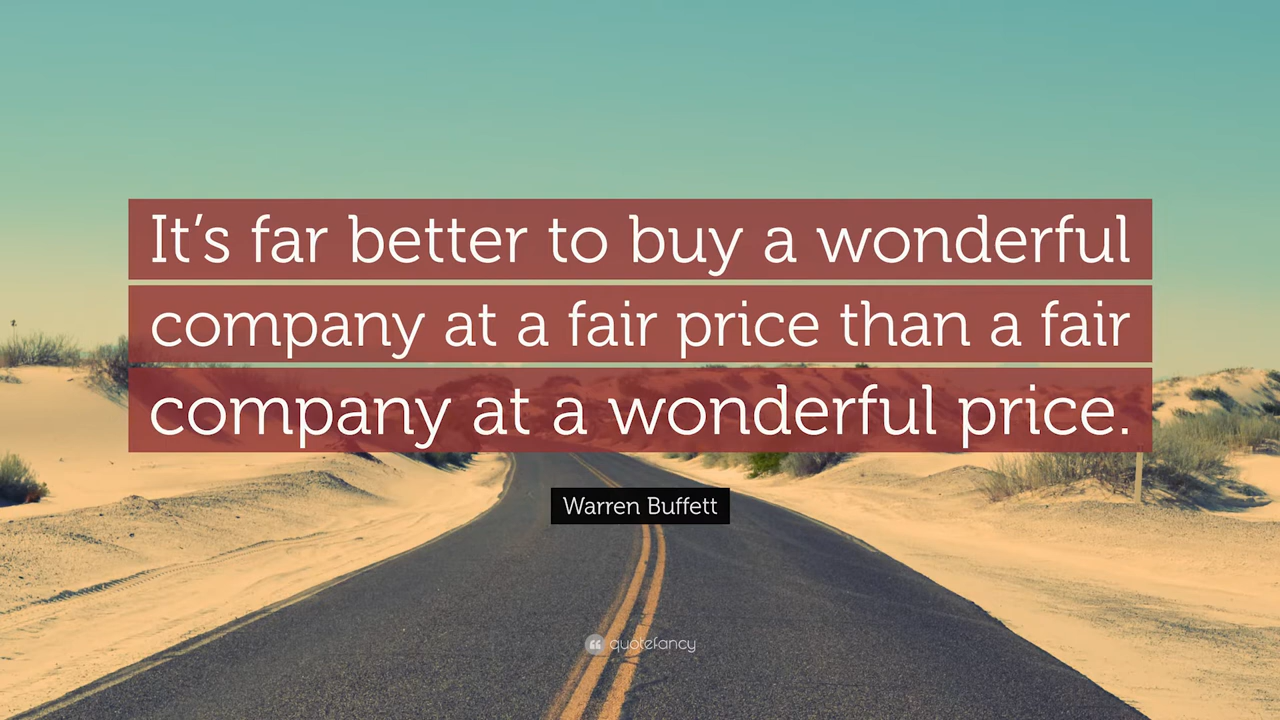 It’s far better to buy a wonderful
company at a fair price than a fair
company at a wonderful price.
Warren Buffett
quotefancy